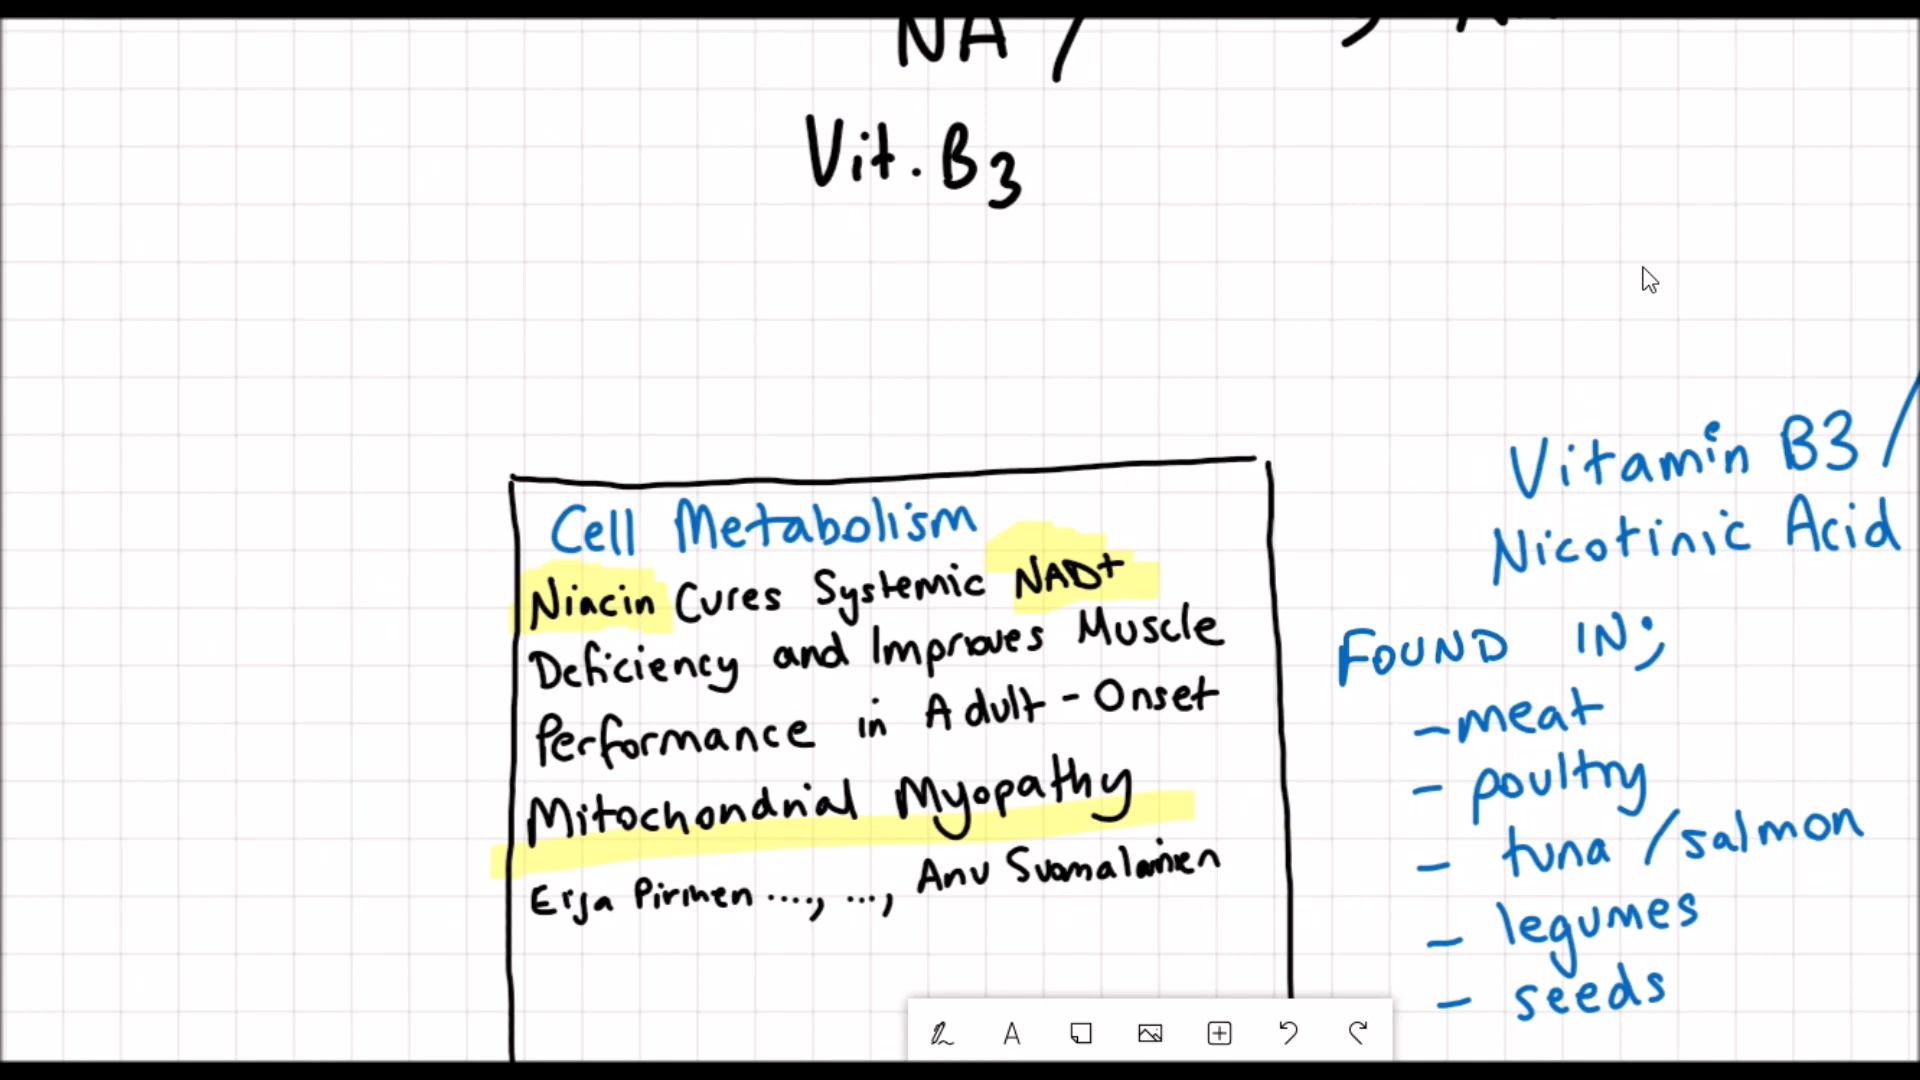 NA /
Vit. B3
Cell Metabolism
Niacin Cures Systemic NAD+
Deficiency and Improves Muscle
Performance in Adult-Onset
Mitochondrial Myopathy
Erja Pirinen ...., ..., Anu Suomalainen
Vitamin B3 /
Nicotinic Acid
FOUND IN;
- meat
- poultry
- tuna / salmon
- legumes
- seeds
A